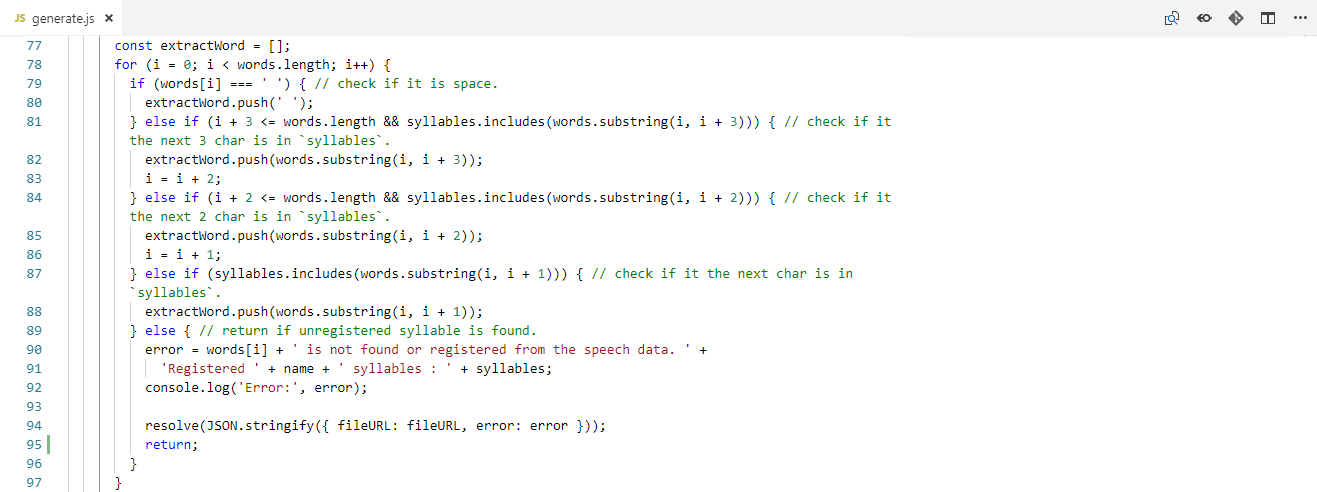 JS generate.js ×
77 const extractWord = [];
78 for (i = 0; i < words.length; i++) {
79 if (words[i] === ' ') { // check if it is space.
80 extractWord.push(' ');
81 } else if (i + 3 <= words.length && syllables.includes(words.substring(i, i + 3))) { // check if it
the next 3 char is in `syllables`.
82 extractWord.push(words.substring(i, i + 3));
83 i = i + 2;
84 } else if (i + 2 <= words.length && syllables.includes(words.substring(i, i + 2))) { // check if it
the next 2 char is in `syllables`.
85 extractWord.push(words.substring(i, i + 2));
86 i = i + 1;
87 } else if (syllables.includes(words.substring(i, i + 1))) { // check if it the next char is in
`syllables`.
88 extractWord.push(words.substring(i, i + 1));
89 } else { // return if unregistered syllable is found.
90 error = words[i] + ' is not found or registered from the speech data. ' +
91 'Registered ' + name + ' syllables : ' + syllables;
92 console.log('Error:', error);
93
94 resolve(JSON.stringify({ fileURL: fileURL, error: error }));
95 return;
96 }
97 }